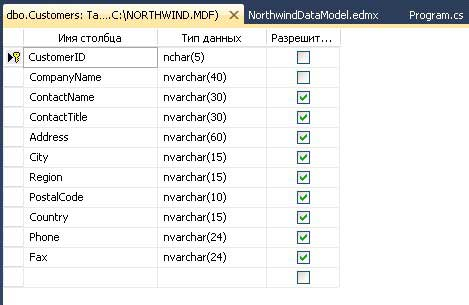 dbo.Customers: Ta....C:\NORTHWIND.MDF) NorthwindDataModel.edmx Program.cs
Имя столбца Тип данных Разрешит...
CustomerID nchar(5)
CompanyName nvarchar(40)
ContactName nvarchar(30)
ContactTitle nvarchar(30)
Address nvarchar(60)
City nvarchar(15)
Region nvarchar(15)
PostalCode nvarchar(10)
Country nvarchar(15)
Phone nvarchar(24)
Fax nvarchar(24)